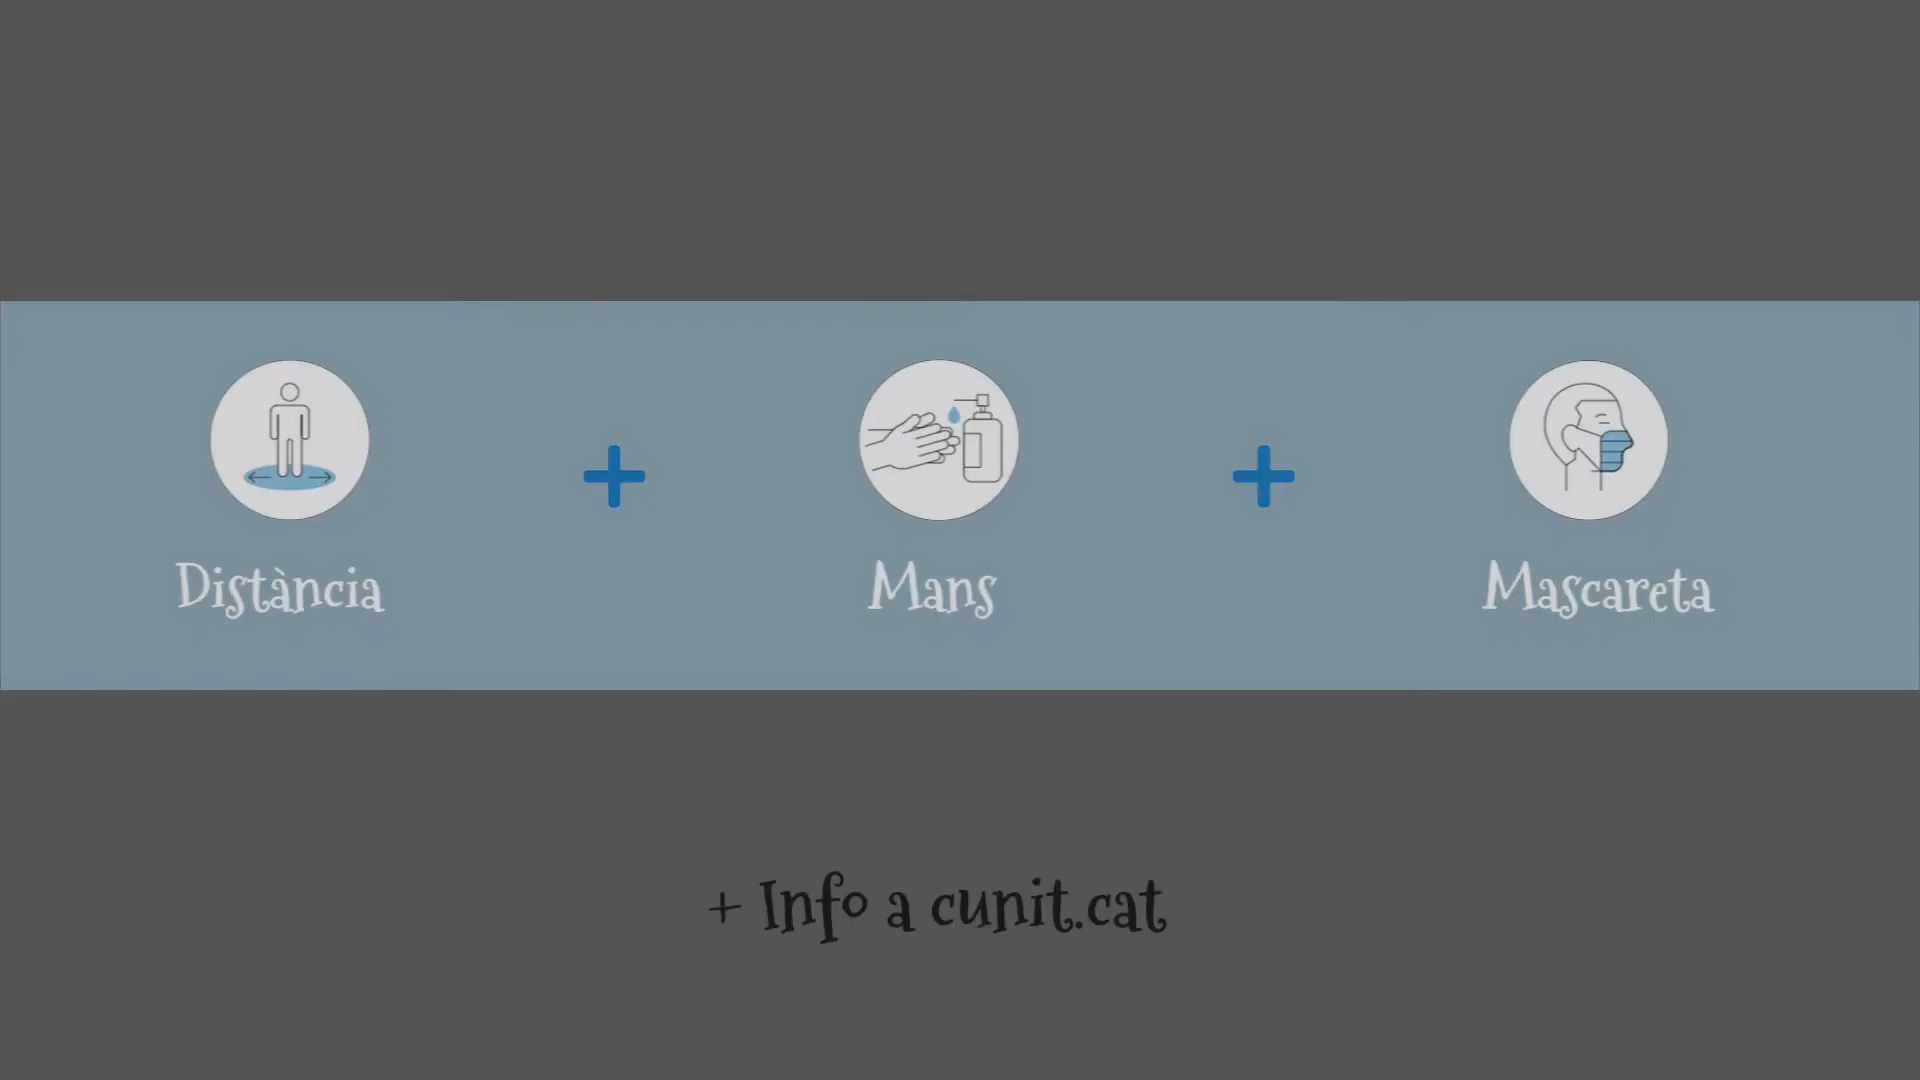 Distància + Mans + Mascareta
+ Info a cunit.cat